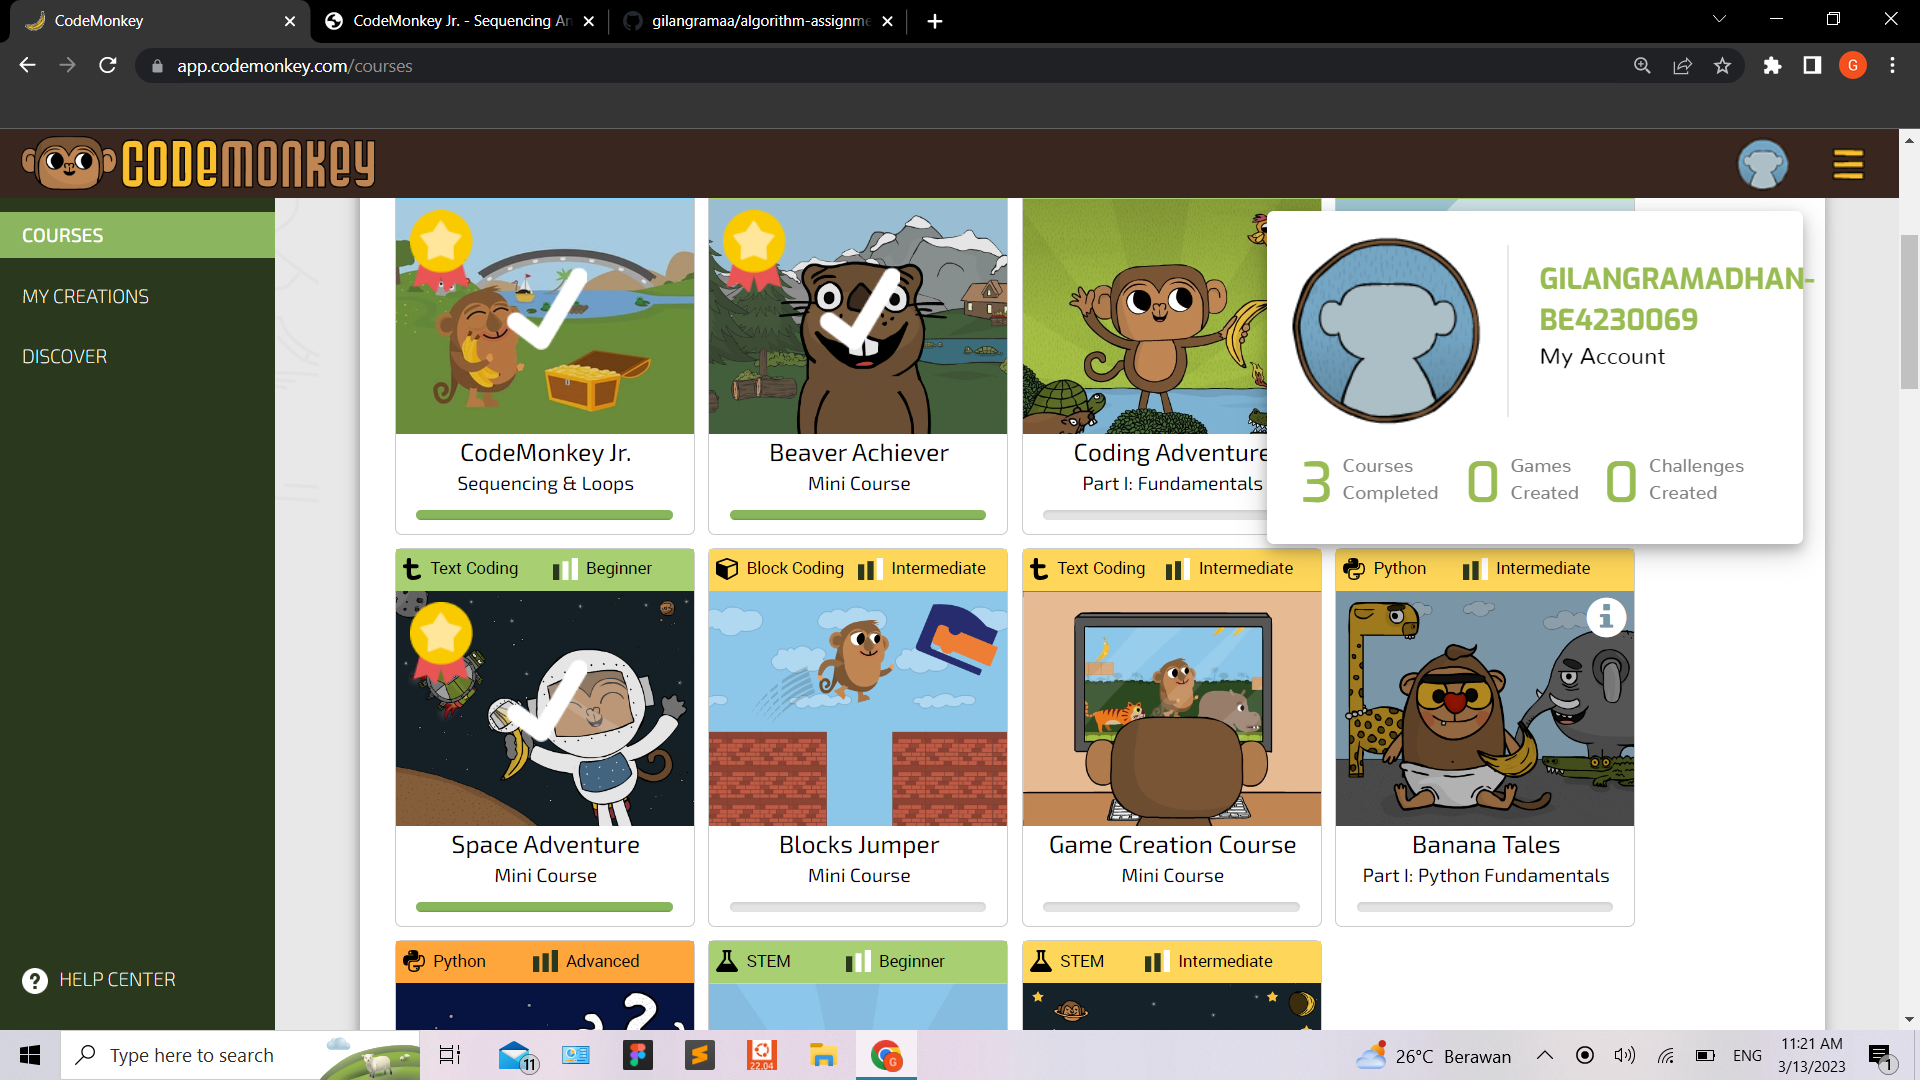 CodeMonkey
CodeMonkey Jr. - Sequencing An
gilangramaa/algorithm-assignme
app.codemonkey.com/courses
G
CODEMONKEY
COURSES
MY CREATIONS
DISCOVER
HELP CENTER
CodeMonkey Jr.
Sequencing & Loops
Beaver Achiever
Mini Course
Coding Adventure
Part I: Fundamentals
GILANGRAMADHAN-
BE4230069
My Account
3 Courses
Completed
0 Games
Created
0 Challenges
Created
Text Coding Beginner
Space Adventure
Mini Course
Block Coding Intermediate
Blocks Jumper
Mini Course
Text Coding Intermediate
Game Creation Course
Mini Course
Python Intermediate
Banana Tales
Part I: Python Fundamentals
Python Advanced
STEM Beginner
STEM Intermediate
Type here to search
11
22.04
G
26°C Berawan
ENG
11:21 AM
3/13/2023
1